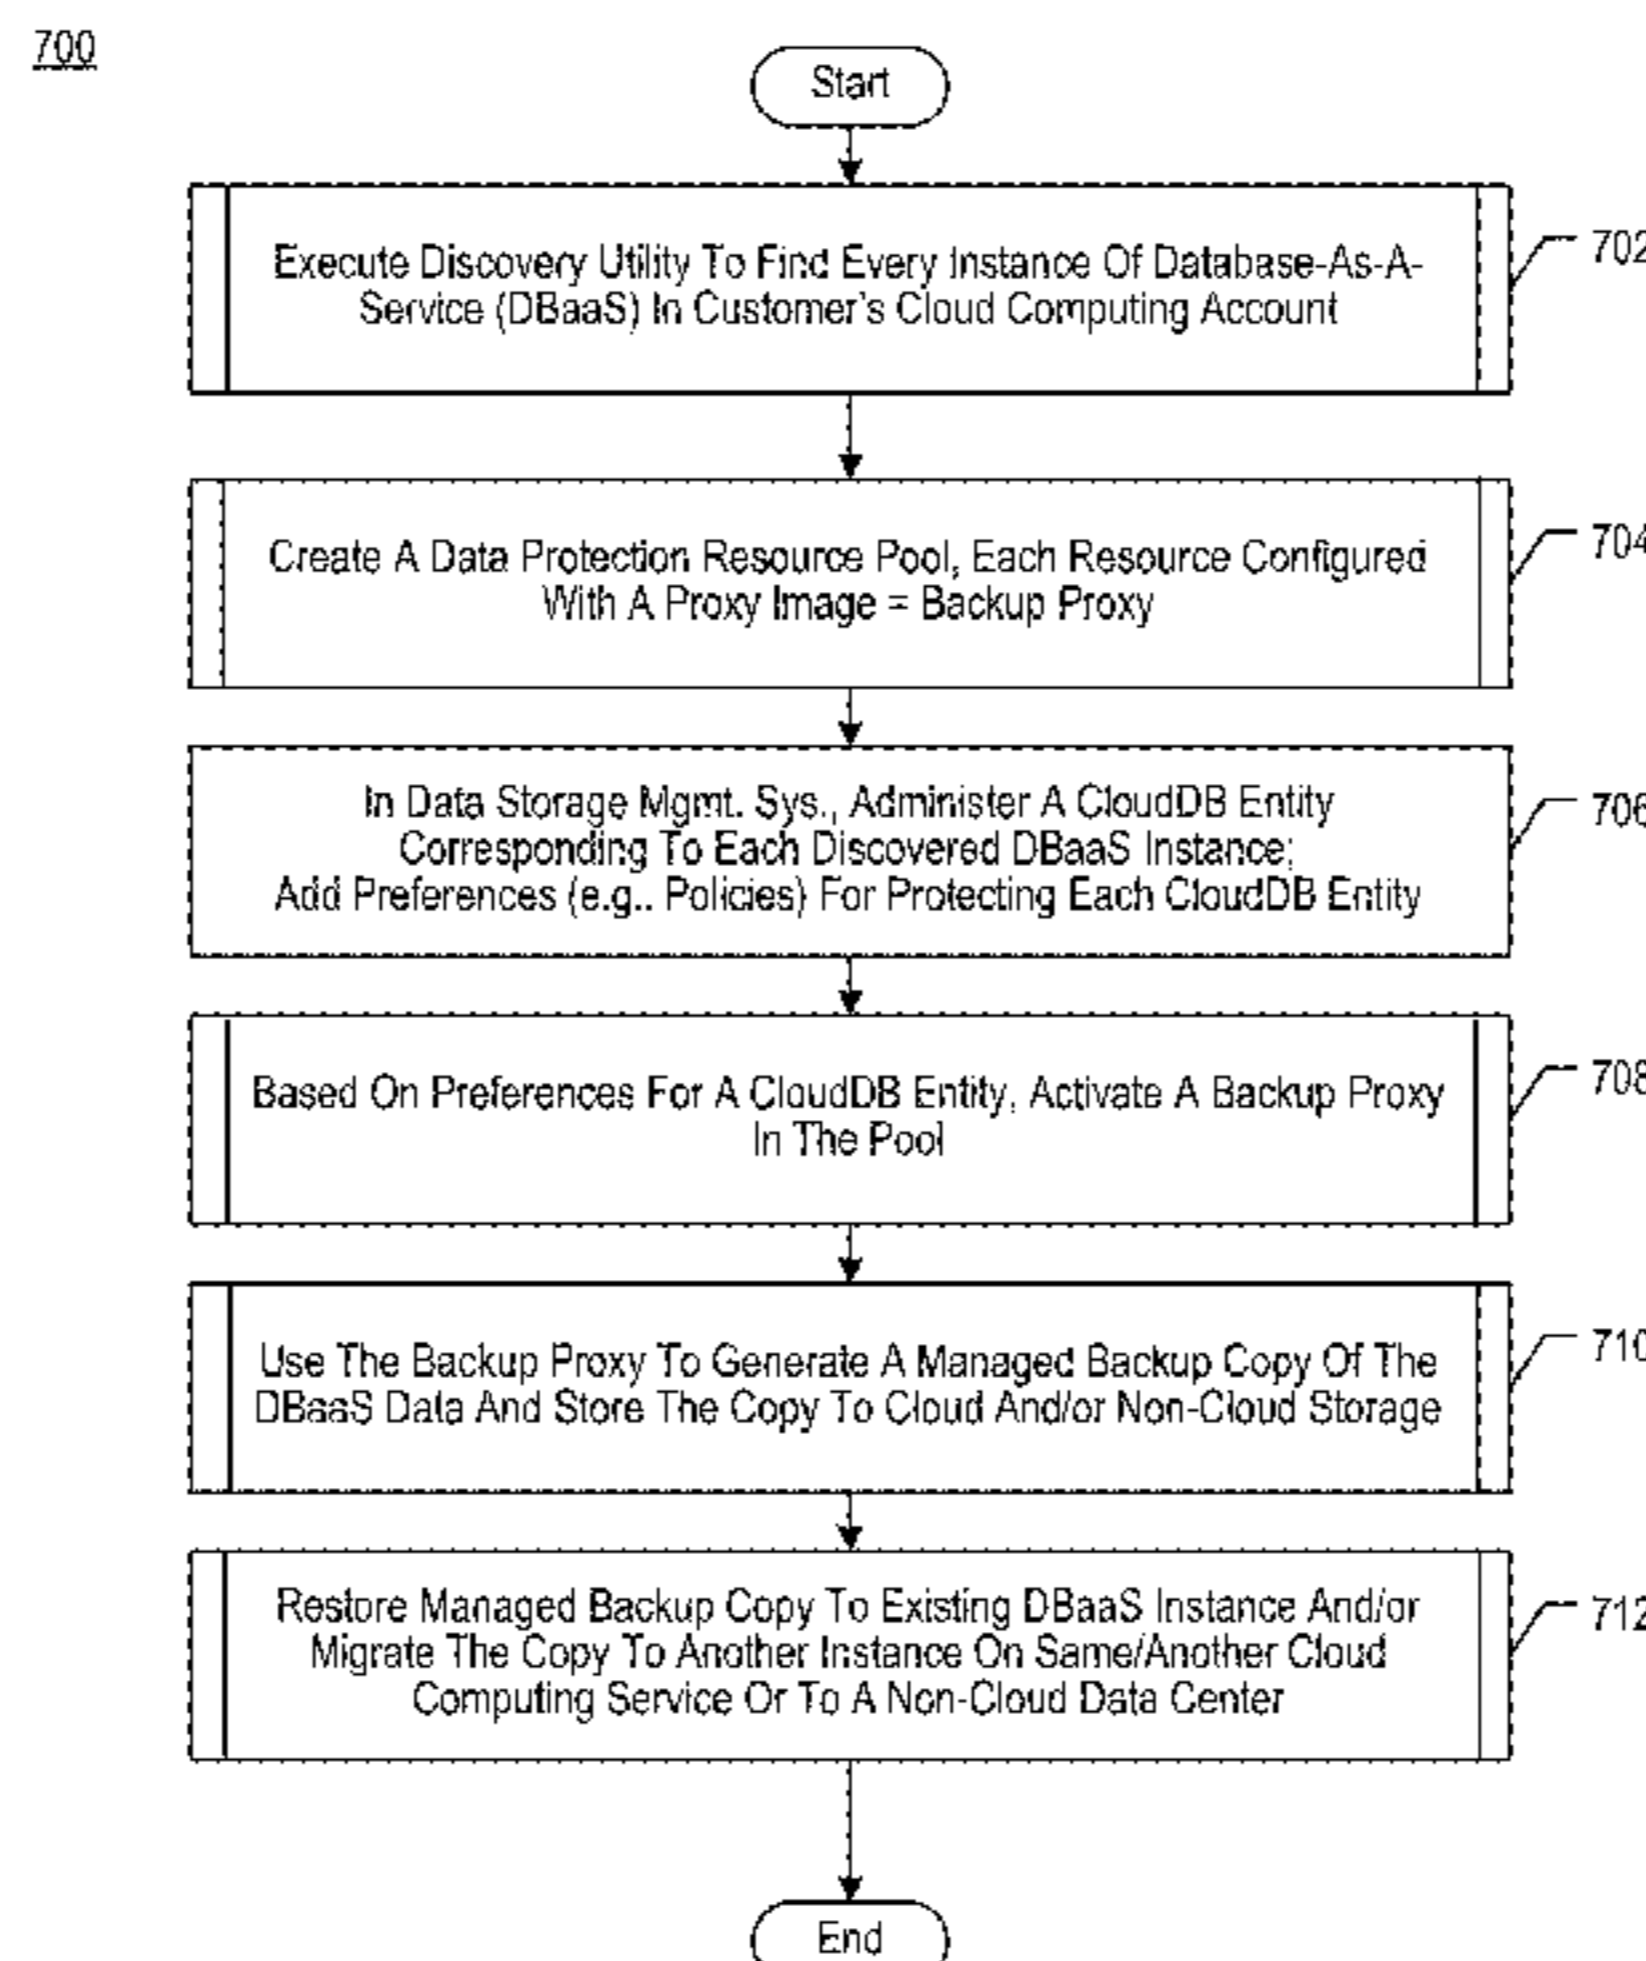 700
Start
Execute Discovery Utility To Find Every Instance Of Database-As-A-
Service (DBaaS) In Customer's Cloud Computing Account
702
Create A Data Protection Resource Pool, Each Resource Configured
With A Proxy Image = Backup Proxy
704
In Data Storage Mgmt. Sys., Administer A CloudDB Entity
Corresponding To Each Discovered DBaaS Instance;
Add Preferences (e.g.. Policies) For Protecting Each CloudDB Entity
706
Based On Preferences For A CloudDB Entity, Activate A Backup Proxy
In The Pool
708
Use The Backup Proxy To Generate A Managed Backup Copy Of The
DBaaS Data And Store The Copy To Cloud And/or Non-Cloud Storage
710
Restore Managed Backup Copy To Existing DBaaS Instance And/or
Migrate The Copy To Another Instance On Same/Another Cloud
Computing Service Or To A Non-Cloud Data Center
712
End